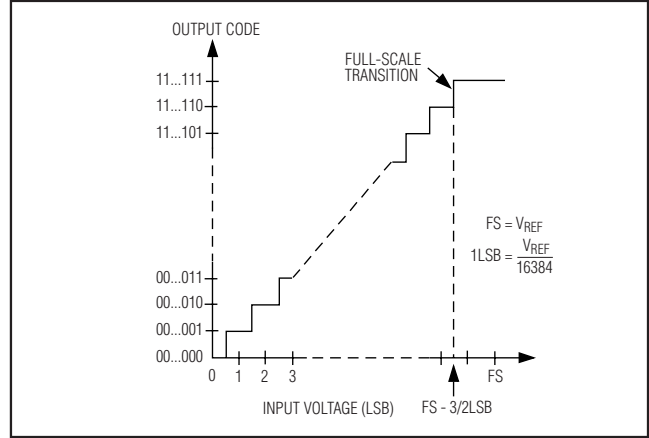 OUTPUT CODE
FULL-SCALE
TRANSITION
11...111
11...110
11...101
FS = VREF
1LSB = VREF
16384
00...011
00...010
00...001
00...000
0 1 2 3 FS
INPUT VOLTAGE (LSB) FS - 3/2LSB